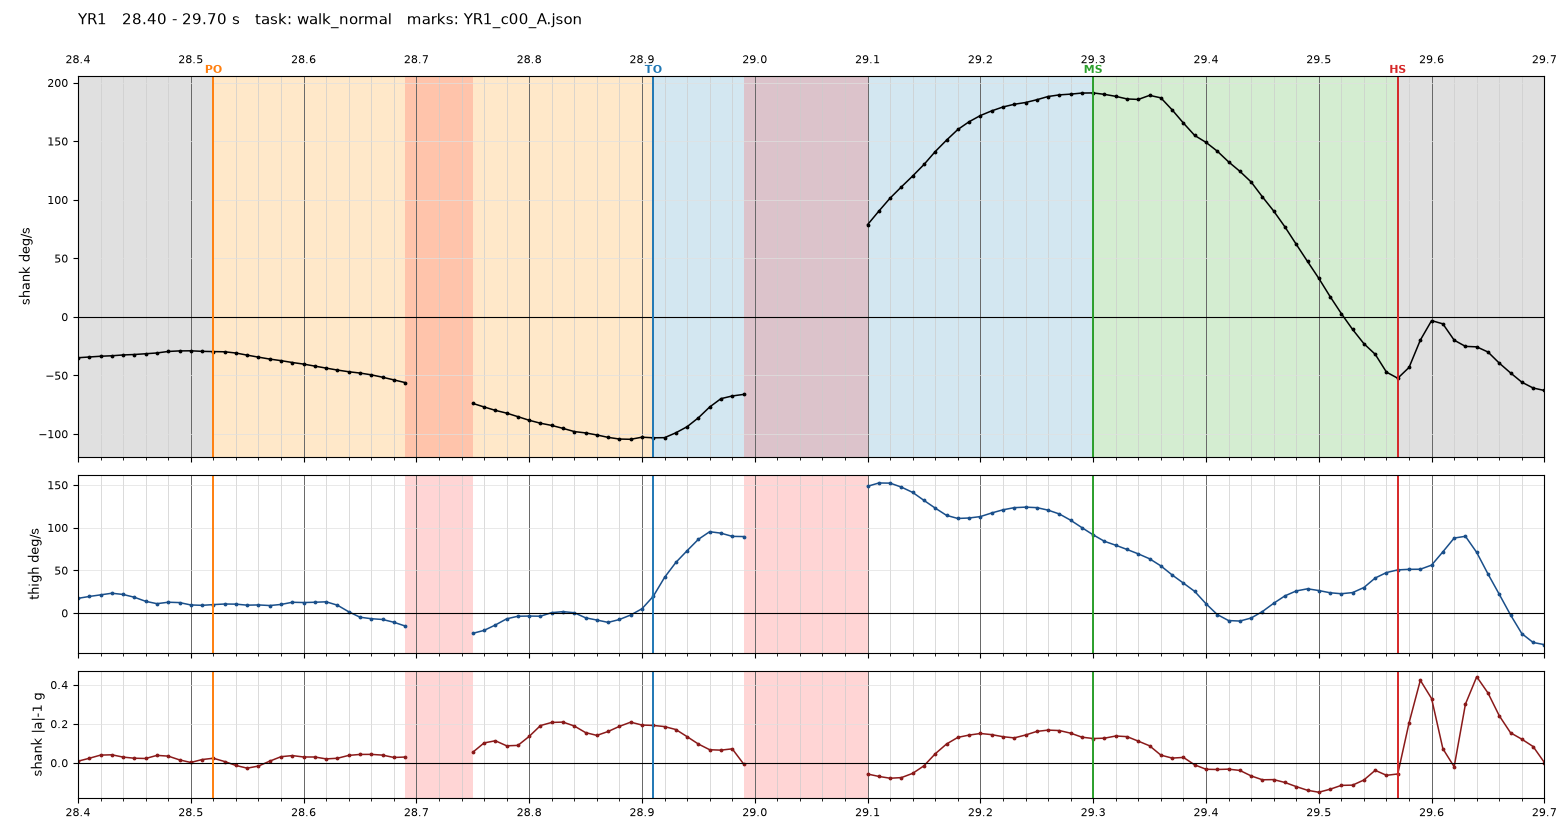 YR1   28.40 - 29.70 s   task: walk_normal   marks: YR1_c00_A.json
28.4 28.5 28.6 28.7 28.8 28.9 29.0 29.1 29.2 29.3 29.4 29.5 29.6 29.7
PO TO MS HS
200
150
100
50
0
−50
−100
shank deg/s
150
100
50
0
thigh deg/s
0.4
0.2
0.0
shank |a|-1 g
28.4 28.5 28.6 28.7 28.8 28.9 29.0 29.1 29.2 29.3 29.4 29.5 29.6 29.7